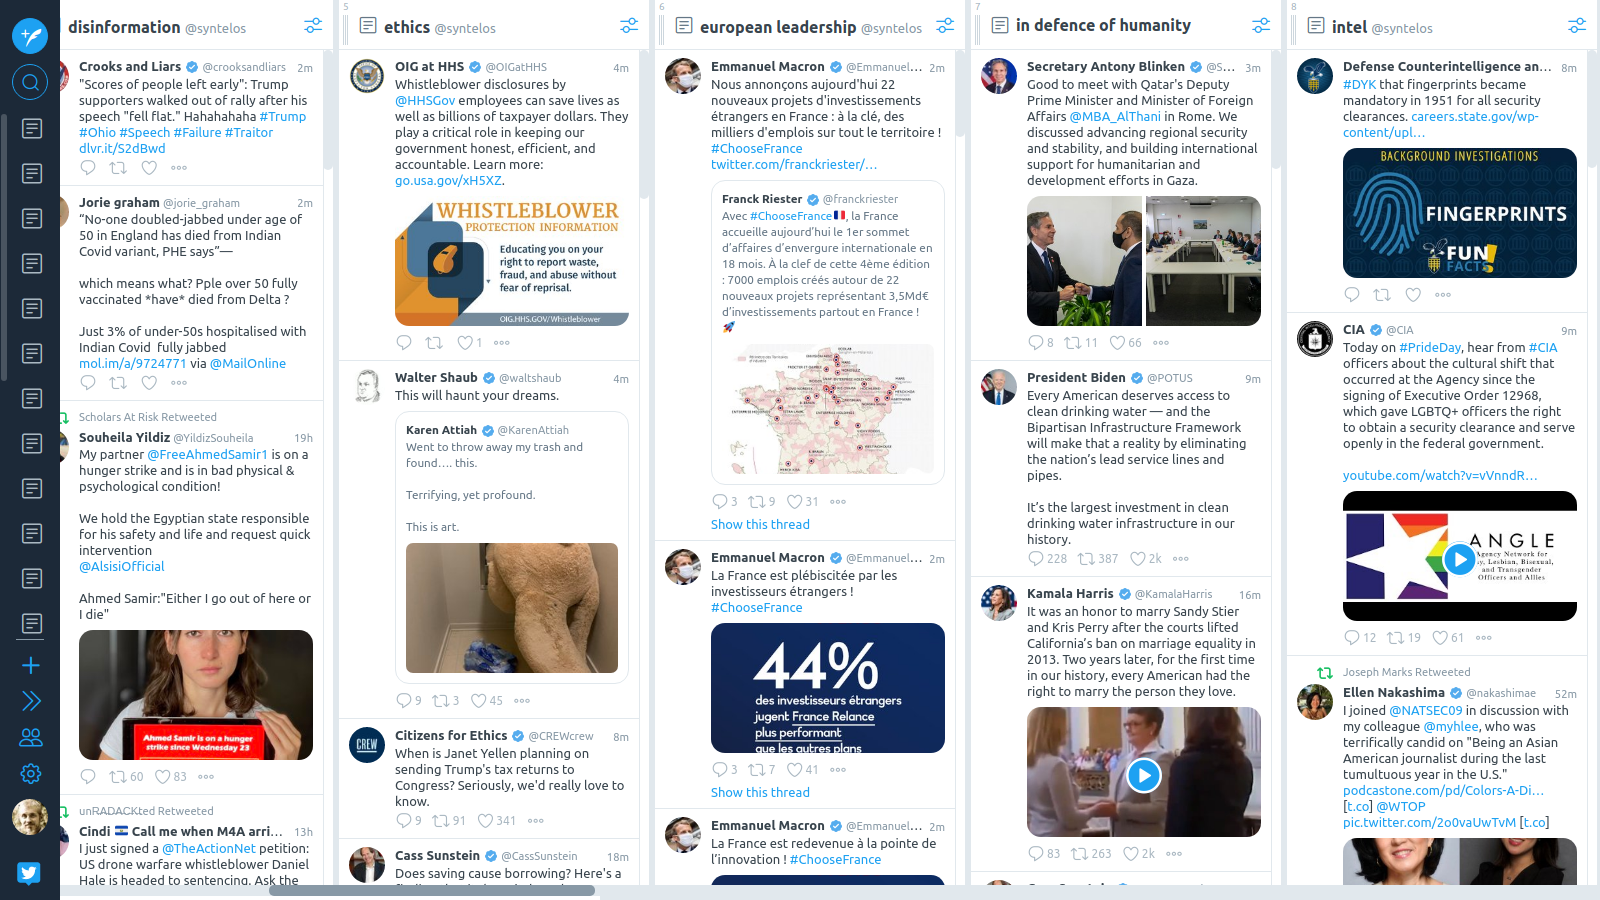 disinformation @syntelos
Crooks and Liars @crooksandliars 2m
"Scores of people left early": Trump
supporters walked out of rally after his
speech "fell flat." Hahahahaha #Trump
#Ohio #Speech #Failure #Traitor
dlvr.it/S2dBwd
Jorie graham @jorie_graham 2m
“No-one doubled-jabbed under age of
50 in England has died from Indian
Covid variant, PHE says”—
which means what? Pple over 50 fully
vaccinated *have* died from Delta ?
Just 3% of under-50s hospitalised with
Indian Covid fully jabbed
mol.im/a/9724771 via @MailOnline
Scholars At Risk Retweeted
Souheila Yildiz @YildizSouheila 19h
My partner @FreeAhmedSamir1 is on a
hunger strike and is in bad physical &
psychological condition!
We hold the Egyptian state responsible
for his safety and life and request quick
intervention
@AlsisiOfficial
Ahmed Samir:"Either I go out of here or
I die"
Ahmed Samir is on a hunger
strike since Wednesday 23
60 83
unRADACKted Retweeted
Cindi Call me when M4A arri... 13h
I just signed a @TheActionNet petition:
US drone warfare whistleblower Daniel
Hale is headed to sentencing. Ask the
5
ethics @syntelos
OIG at HHS @OIGatHHS 4m
Whistleblower disclosures by
@HHSGov employees can save lives as
well as billions of taxpayer dollars. They
play a critical role in keeping our
government honest, efficient, and
accountable. Learn more:
go.usa.gov/xH5XZ.
WHISTLEBLOWER
PROTECTION INFORMATION
Educating you on your
right to report waste,
fraud, and abuse without
fear of reprisal.
OIG.HHS.GOV/Whistleblower
1
Walter Shaub @waltshaub 4m
This will haunt your dreams.
Karen Attiah @KarenAttiah
Went to throw away my trash and
found.... this.
Terrifying, yet profound.
This is art.
9 3 45
Citizens for Ethics @CREWcrew 8m
CREW
When is Janet Yellen planning on
sending Trump's tax returns to
Congress? Seriously, we'd really love to
know.
9 91 341
Cass Sunstein @CassSunstein 18m
Does saving cause borrowing? Here's a
6
european leadership @syntelos
Emmanuel Macron @Emmanuel... 2m
Nous annonçons aujourd'hui 22
nouveaux projets d'investissements
étrangers en France : à la clé, des
milliers d'emplois sur tout le territoire !
#ChooseFrance
twitter.com/franckriester/...
Franck Riester @franckriester
Avec #ChooseFrance, la France
accueille aujourd’hui le 1er sommet
d’affaires d’envergure internationale en
18 mois. À la clef de cette 4ème édition
: 7000 emplois créés autour de 22
nouveaux projets représentant 3,5Md€
d’investissements partout en France !
3 9 31
Show this thread
Emmanuel Macron @Emmanuel... 2m
La France est plébiscitée par les
investisseurs étrangers !
#ChooseFrance
44%
des investisseurs étrangers
jugent France Relance
plus performant
que les autres plans
3 7 41
Show this thread
Emmanuel Macron @Emmanuel... 2m
La France est redevenue à la pointe de
l’innovation ! #ChooseFrance
7
in defence of humanity
Secretary Antony Blinken @S... 3m
Good to meet with Qatar's Deputy
Prime Minister and Minister of Foreign
Affairs @MBA_AlThani in Rome. We
discussed advancing regional security
and stability, and building international
support for humanitarian and
development efforts in Gaza.
8 11 66
President Biden @POTUS 9m
Every American deserves access to
clean drinking water — and the
Bipartisan Infrastructure Framework
will make that a reality by eliminating
the nation’s lead service lines and
pipes.
It’s the largest investment in clean
drinking water infrastructure in our
history.
228 387 2k
Kamala Harris @KamalaHarris 16m
It was an honor to marry Sandy Stier
and Kris Perry after the courts lifted
California’s ban on marriage equality in
2013. Two years later, for the first time
in our history, every American had the
right to marry the person they love.
83 263 2k
8
intel @syntelos
Defense Counterintelligence an... 8m
#DYK that fingerprints became
mandatory in 1951 for all security
clearances. careers.state.gov/wp-
content/upl...
BACKGROUND INVESTIGATIONS
FINGERPRINTS
FUN
FACTS!
CIA @CIA 9m
Today on #PrideDay, hear from #CIA
officers about the cultural shift that
occurred at the Agency since the
signing of Executive Order 12968,
which gave LGBTQ+ officers the right
to obtain a security clearance and serve
openly in the federal government.
youtube.com/watch?v=vVnndR...
ANGLE
Agency Network for
Lesbian, Bisexual,
and Transgender
Officers and Allies
12 19 61
Joseph Marks Retweeted
Ellen Nakashima @nakashimae 52m
I joined @NATSEC09 in discussion with
my colleague @myhlee, who was
terrifically candid on "Being an Asian
American journalist during the last
tumultuous year in the U.S."
podcastone.com/pd/Colors-A-Di...
[t.co] @WTOP
pic.twitter.com/2o0vaUwTvM [t.co]